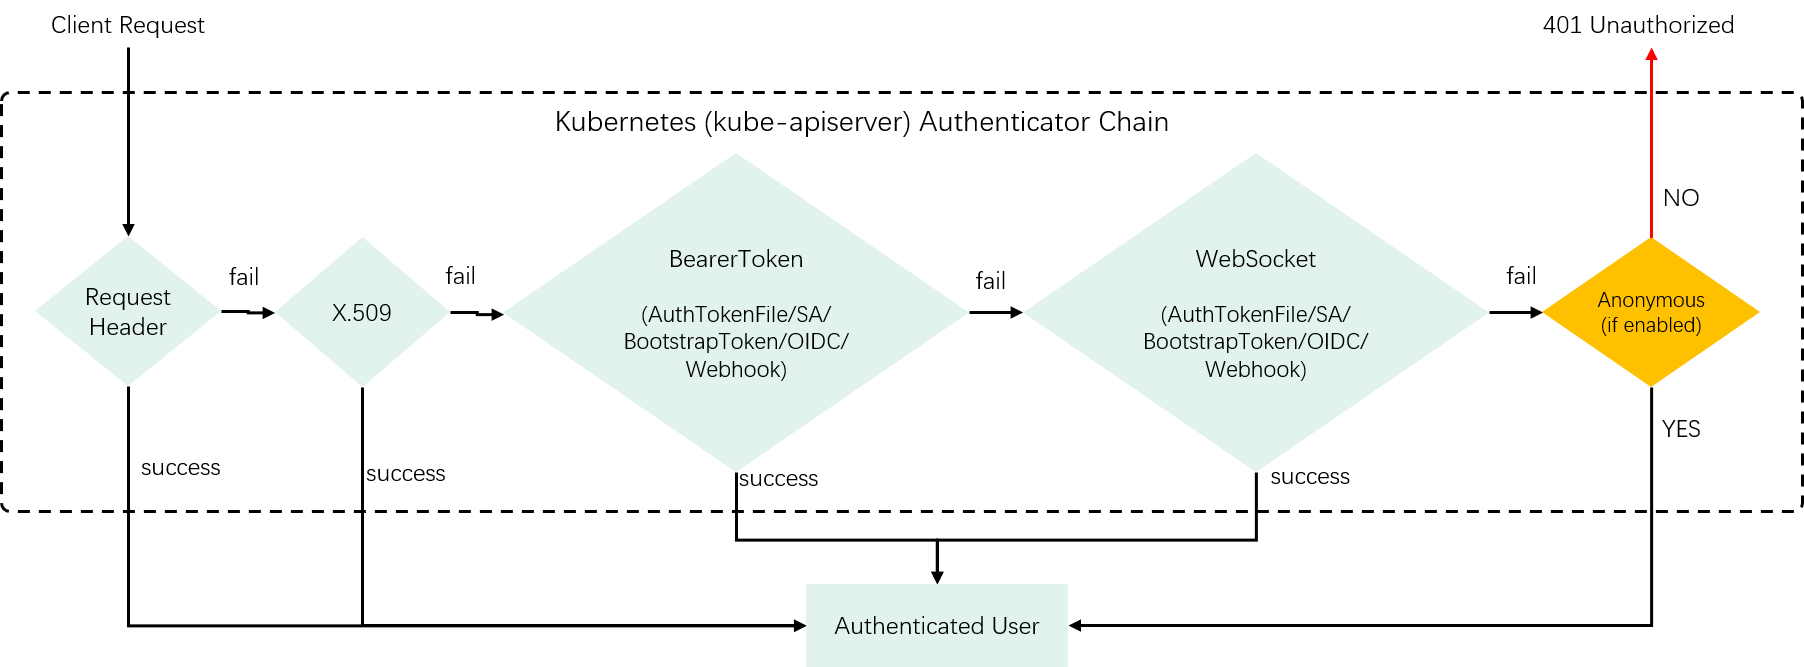 Client Request
401 Unauthorized
Kubernetes (kube-apiserver) Authenticator Chain
NO
Request
Header
fail
X.509
fail
BearerToken
(AuthTokenFile/SA/
BootstrapToken/OIDC/
Webhook)
fail
WebSocket
(AuthTokenFile/SA/
BootstrapToken/OIDC/
Webhook)
fail
Anonymous
(if enabled)
YES
success
success
success
success
Authenticated User